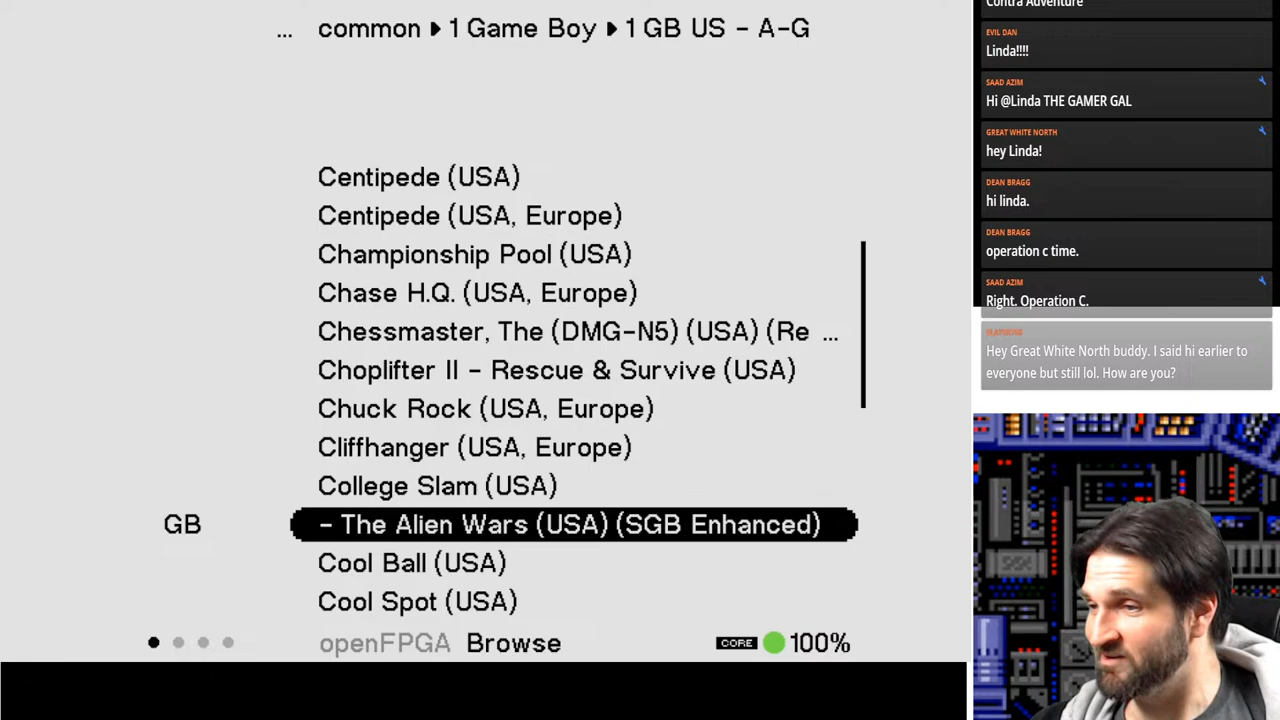 ... common ▶ 1 Game Boy ▶ 1 GB US - A-G
Centipede (USA)
Centipede (USA, Europe)
Championship Pool (USA)
Chase H.Q. (USA, Europe)
Chessmaster, The (DMG-N5) (USA) (Re ...
Choplifter II - Rescue & Survive (USA)
Chuck Rock (USA, Europe)
Cliffhanger (USA, Europe)
College Slam (USA)
GB - The Alien Wars (USA) (SGB Enhanced)
Cool Ball (USA)
Cool Spot (USA)
openFPGA Browse CORE 100%
Contra Adventure
EVIL DAN
Linda!!!!
SAAD AZIM
Hi @Linda THE GAMER GAL
GREAT WHITE NORTH
hey Linda!
DEAN BRAGG
hi linda.
DEAN BRAGG
operation c time.
SAAD AZIM
Right. Operation C.
Hey Great White North buddy. I said hi earlier to
everyone but still lol. How are you?